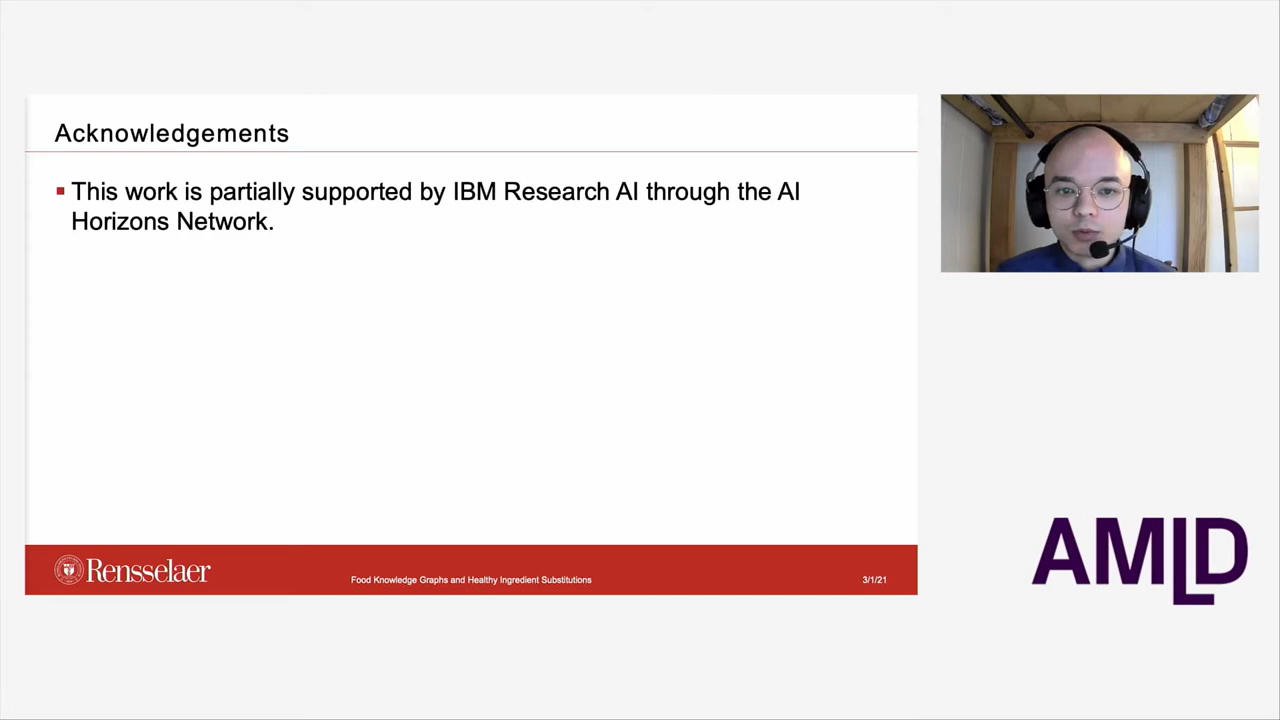 Acknowledgements
▪ This work is partially supported by IBM Research AI through the AI
Horizons Network.
Rensselaer
Food Knowledge Graphs and Healthy Ingredient Substitutions
3/1/21
AMLD